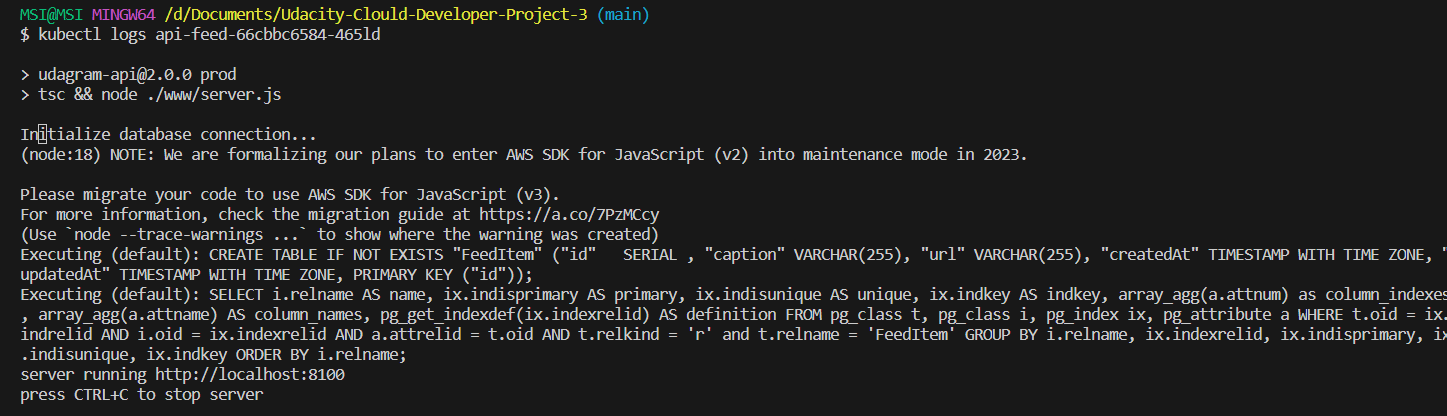 MSI@MSI MINGW64 /d/Documents/Udacity-Clould-Developer-Project-3 (main)
$ kubectl logs api-feed-66cbbc6584-465ld
> udagram-api@2.0.0 prod
> tsc && node ./www/server.js
Initialize database connection...
(node:18) NOTE: We are formalizing our plans to enter AWS SDK for JavaScript (v2) into maintenance mode in 2023.
Please migrate your code to use AWS SDK for JavaScript (v3).
For more information, check the migration guide at https://a.co/7PzMCcy
(Use `node --trace-warnings ...` to show where the warning was created)
Executing (default): CREATE TABLE IF NOT EXISTS "FeedItem" ("id"   SERIAL , "caption" VARCHAR(255), "url" VARCHAR(255), "createdAt" TIMESTAMP WITH TIME ZONE, "
updatedAt" TIMESTAMP WITH TIME ZONE, PRIMARY KEY ("id"));
Executing (default): SELECT i.relname AS name, ix.indisprimary AS primary, ix.indisunique AS unique, ix.indkey AS indkey, array_agg(a.attnum) as column_indexes
, array_agg(a.attname) AS column_names, pg_get_indexdef(ix.indexrelid) AS definition FROM pg_class t, pg_class i, pg_index ix, pg_attribute a WHERE t.oid = ix.
indrelid AND i.oid = ix.indexrelid AND a.attrelid = t.oid AND t.relkind = 'r' and t.relname = 'FeedItem' GROUP BY i.relname, ix.indexrelid, ix.indisprimary, ix
.indisunique, ix.indkey ORDER BY i.relname;
server running http://localhost:8100
press CTRL+C to stop server